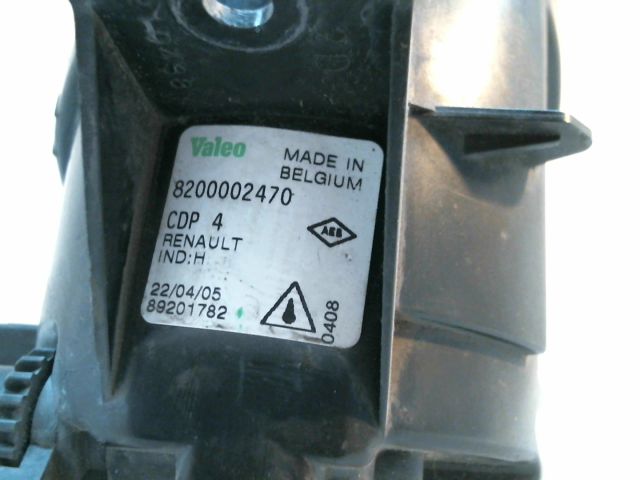 Valeo
MADE IN
BELGIUM
8200002470
CDP 4
RENAULT
IND:H
22/04/05
89201782
0408